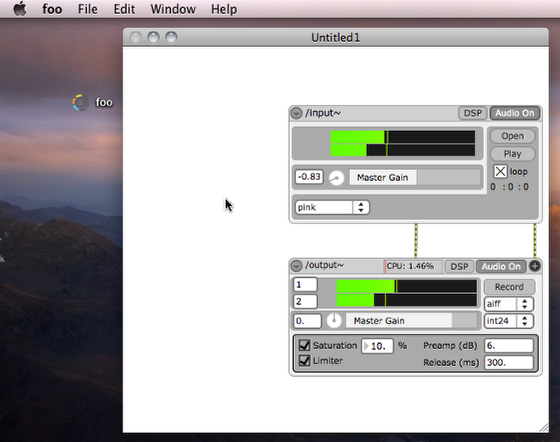 foo File Edit Window Help
Untitled1
foo
/input~ DSP Audio On
Open
Play
-0.83 Master Gain
loop
0 : 0 : 0
pink
/output~ CPU: 1.46% DSP Audio On +
1
Record
2
aiff
0. Master Gain
int24
Saturation 10. % Preamp (dB) 6.
Limiter Release (ms) 300.